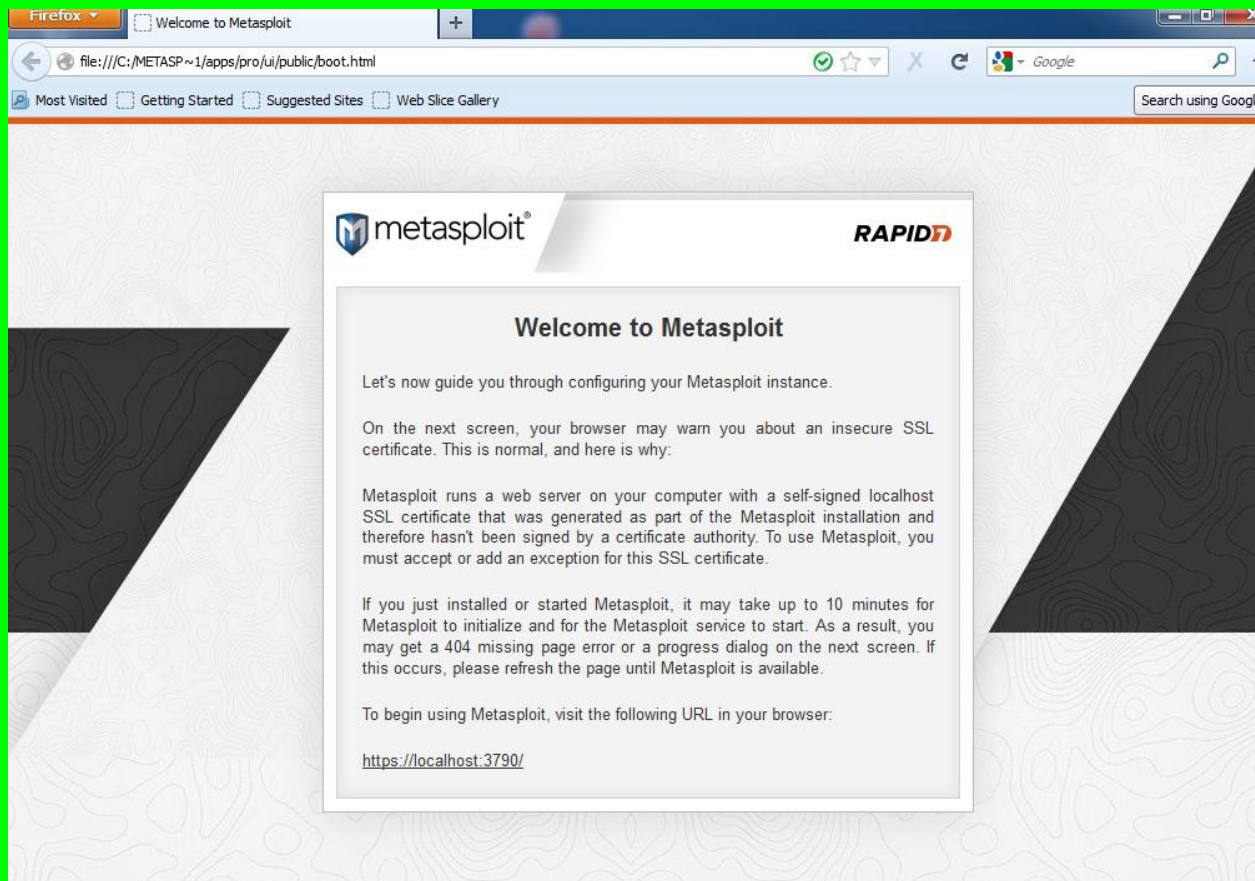 Firefox
Welcome to Metasploit
file:///C:/METASP~1/apps/pro/ui/public/boot.html
Google
Most Visited Getting Started Suggested Sites Web Slice Gallery
Search using Googl
metasploit®
RAPID7
Welcome to Metasploit
Let's now guide you through configuring your Metasploit instance.
On the next screen, your browser may warn you about an insecure SSL
certificate. This is normal, and here is why:
Metasploit runs a web server on your computer with a self-signed localhost
SSL certificate that was generated as part of the Metasploit installation and
therefore hasn't been signed by a certificate authority. To use Metasploit, you
must accept or add an exception for this SSL certificate.
If you just installed or started Metasploit, it may take up to 10 minutes for
Metasploit to initialize and for the Metasploit service to start. As a result, you
may get a 404 missing page error or a progress dialog on the next screen. If
this occurs, please refresh the page until Metasploit is available.
To begin using Metasploit, visit the following URL in your browser:
https://localhost:3790/